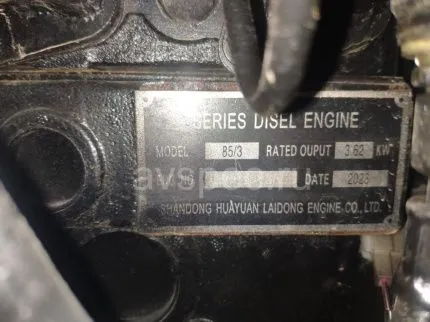 SERIES DISEL ENGINE
MODEL 85/3 RATED OUPUT 3.62 KW
DATE 2023
SHANDONG HUAYUAN LAIDONG ENGINE CO., LTD.